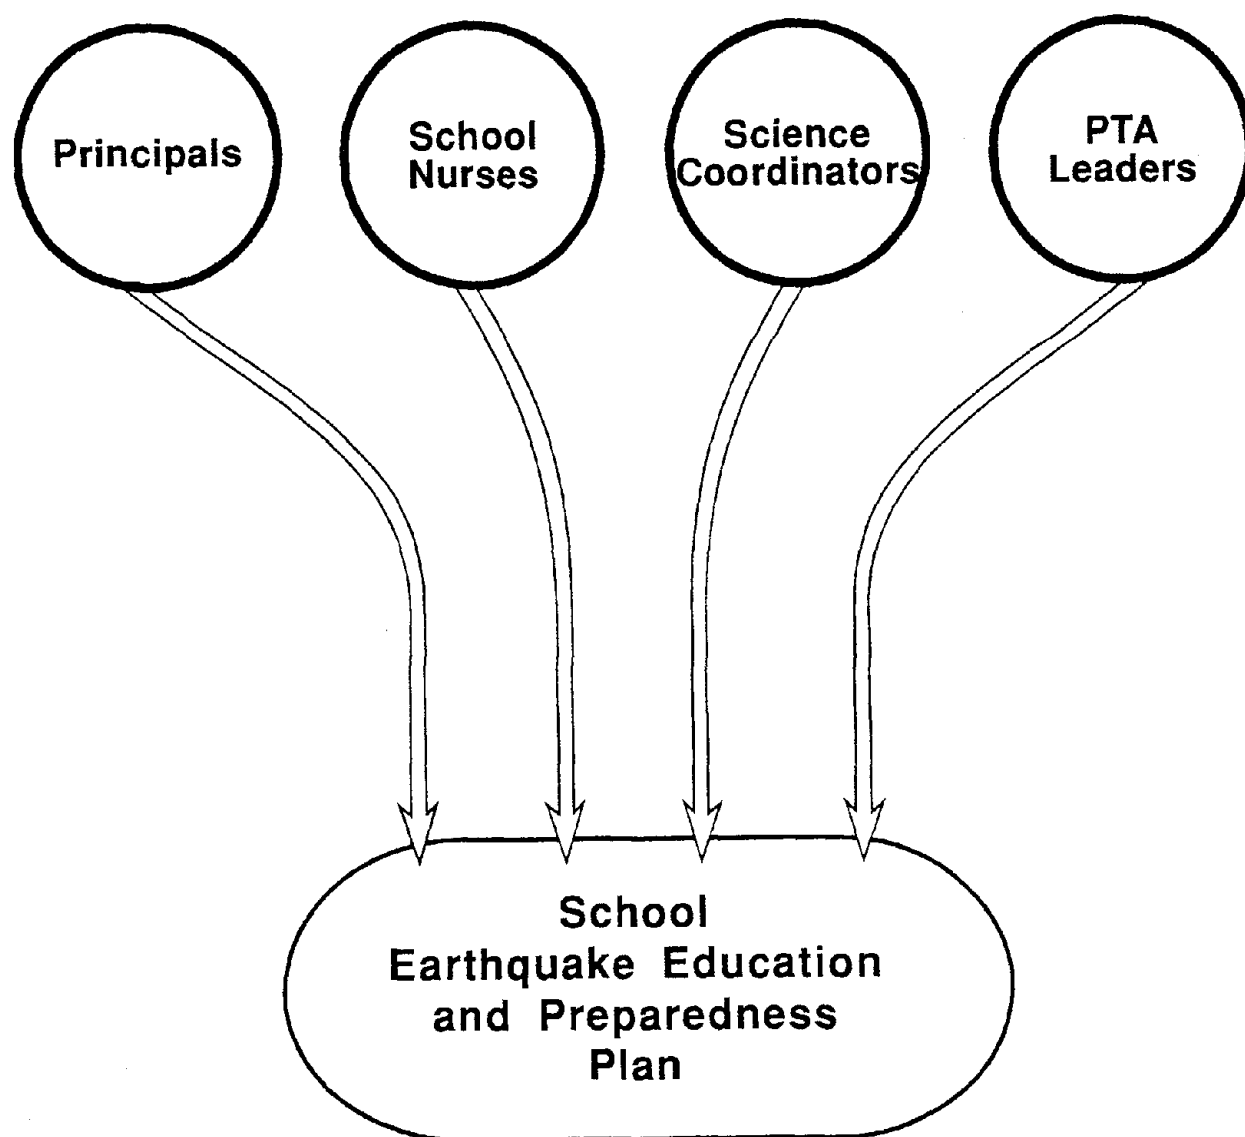 Principals
School
Nurses
Science
Coordinators
PTA
Leaders
School
Earthquake Education
and Preparedness
Plan